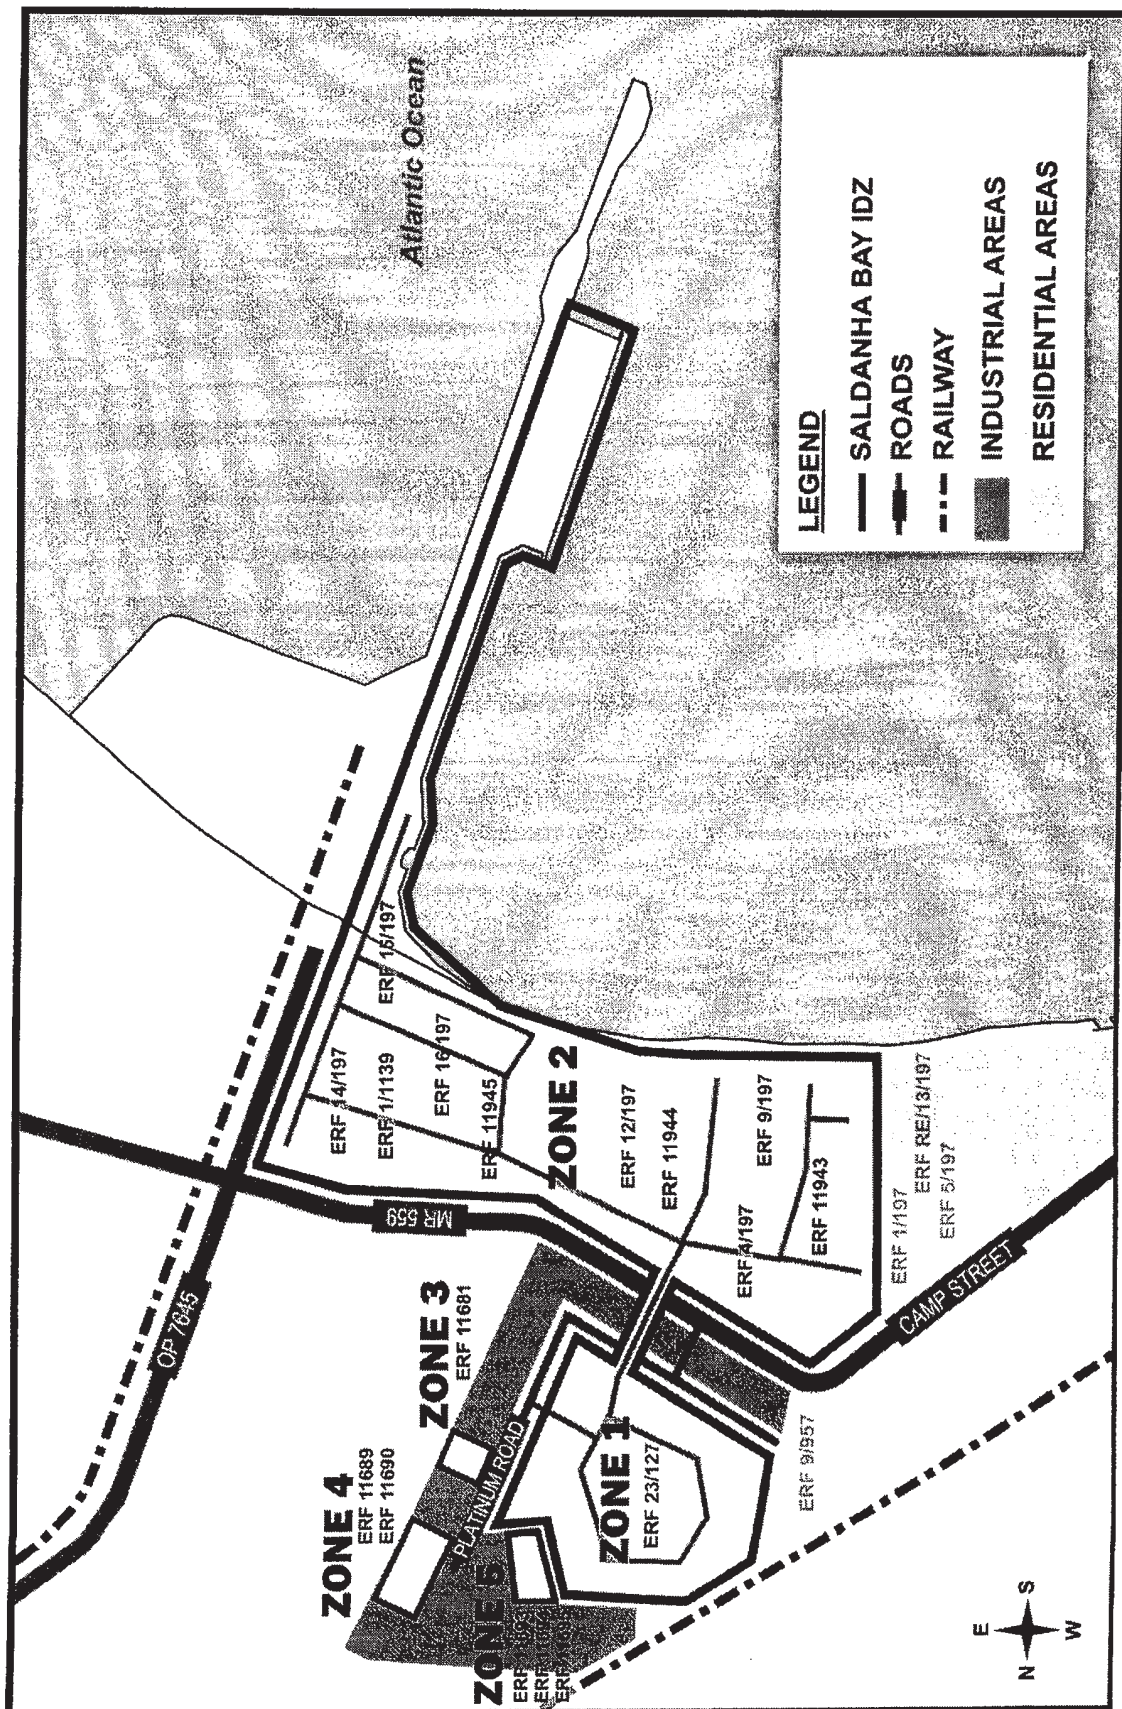 Atlantic Ocean
LEGEND
SALDANHA BAY IDZ
ROADS
RAILWAY
INDUSTRIAL AREAS
RESIDENTIAL AREAS
OP 7645
MR 559
ZONE 4
ERF 11689
ERF 11690
ZONE 3
ERF 11681
PLATINUM ROAD
ZONE 5
ERF
ERF
ERF
ZONE 1
ERF 23/127
ERF 9/957
ZONE 2
ERF 14/197
ERF 1/1139
ERF 15/197
ERF 16/197
ERF 11945
ERF 12/197
ERF 11944
ERF 9/197
ERF 4/197
ERF 11943
ERF 1/197
ERF RE/13/197
ERF 5/197
CAMP STREET
N
E
S
W